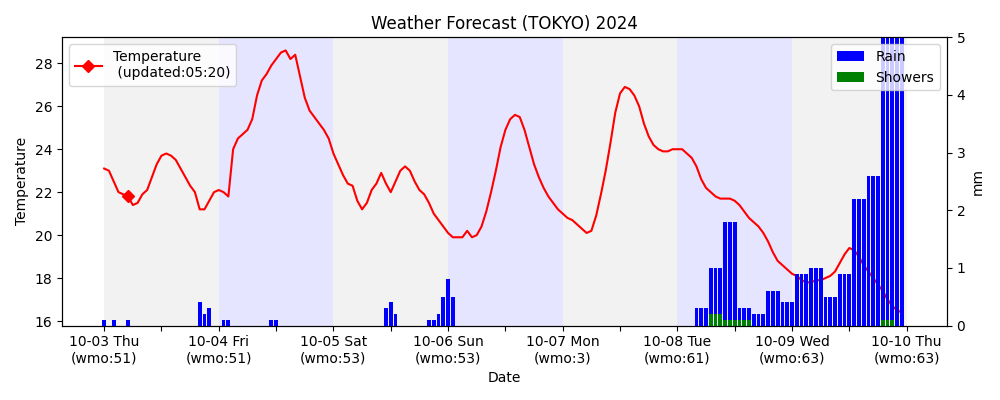 Weather Forecast (TOKYO) 2024
Temperature
(updated:05:20)
Rain
Showers
28
26
24
22
20
18
16
Temperature
5
4
3
2
1
0
mm
10-03 Thu 10-04 Fri 10-05 Sat 10-06 Sun 10-07 Mon 10-08 Tue 10-09 Wed 10-10 Thu
(wmo:51) (wmo:51) (wmo:53) (wmo:53) (wmo:3) (wmo:61) (wmo:63) (wmo:63)
Date